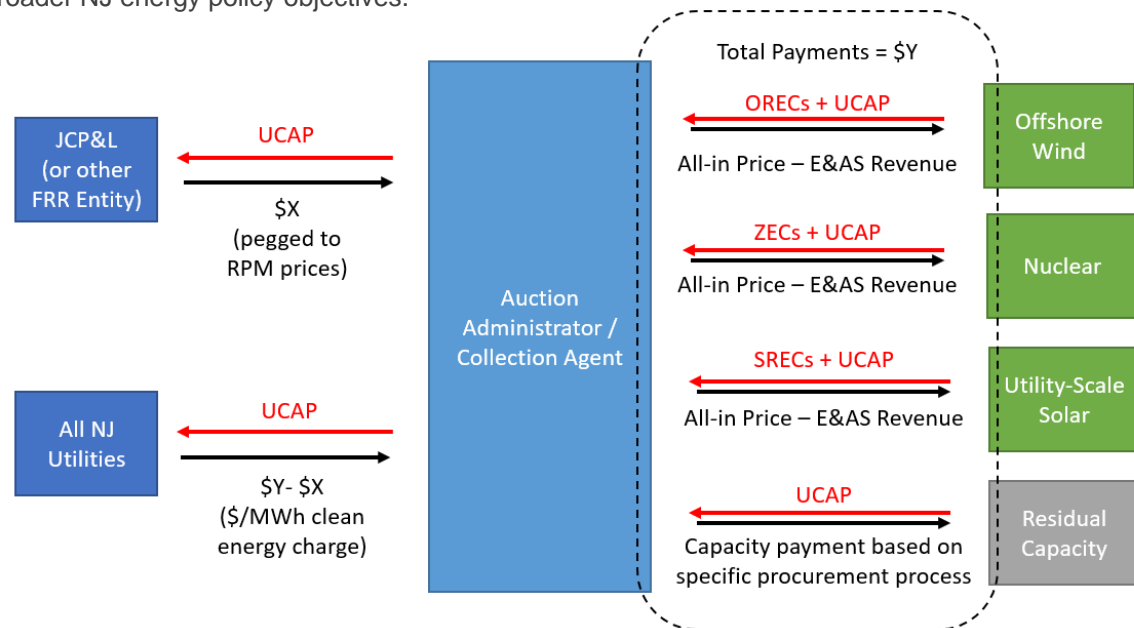 roader NJ energy policy objectives.
Total Payments = $Y
JCP&L
(or other
FRR Entity)
UCAP
$X
(pegged to
RPM prices)
All NJ
Utilities
UCAP
$Y- $X
($/MWh clean
energy charge)
Auction
Administrator /
Collection Agent
ORECs + UCAP
All-in Price – E&AS Revenue
Offshore
Wind
ZECs + UCAP
All-in Price – E&AS Revenue
Nuclear
SRECs + UCAP
All-in Price – E&AS Revenue
Utility-Scale
Solar
UCAP
Capacity payment based on
specific procurement process
Residual
Capacity